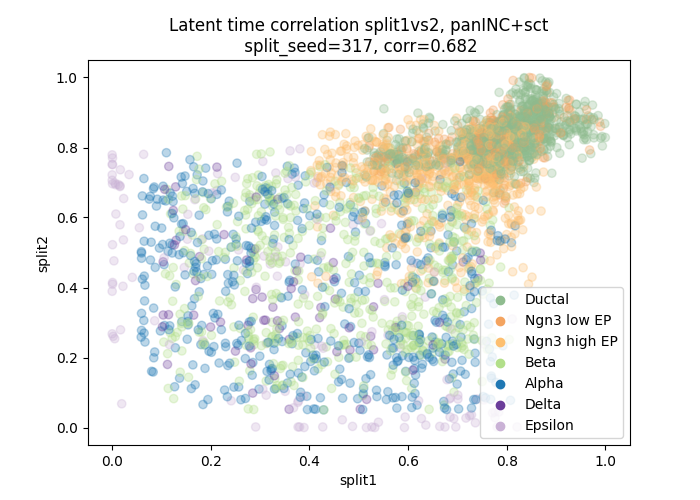 Latent time correlation split1vs2, panINC+sct
split_seed=317, corr=0.682
1.0
0.8
0.6
0.4
0.2
0.0
split2
0.0 0.2 0.4 0.6 0.8 1.0
split1
Ductal
Ngn3 low EP
Ngn3 high EP
Beta
Alpha
Delta
Epsilon